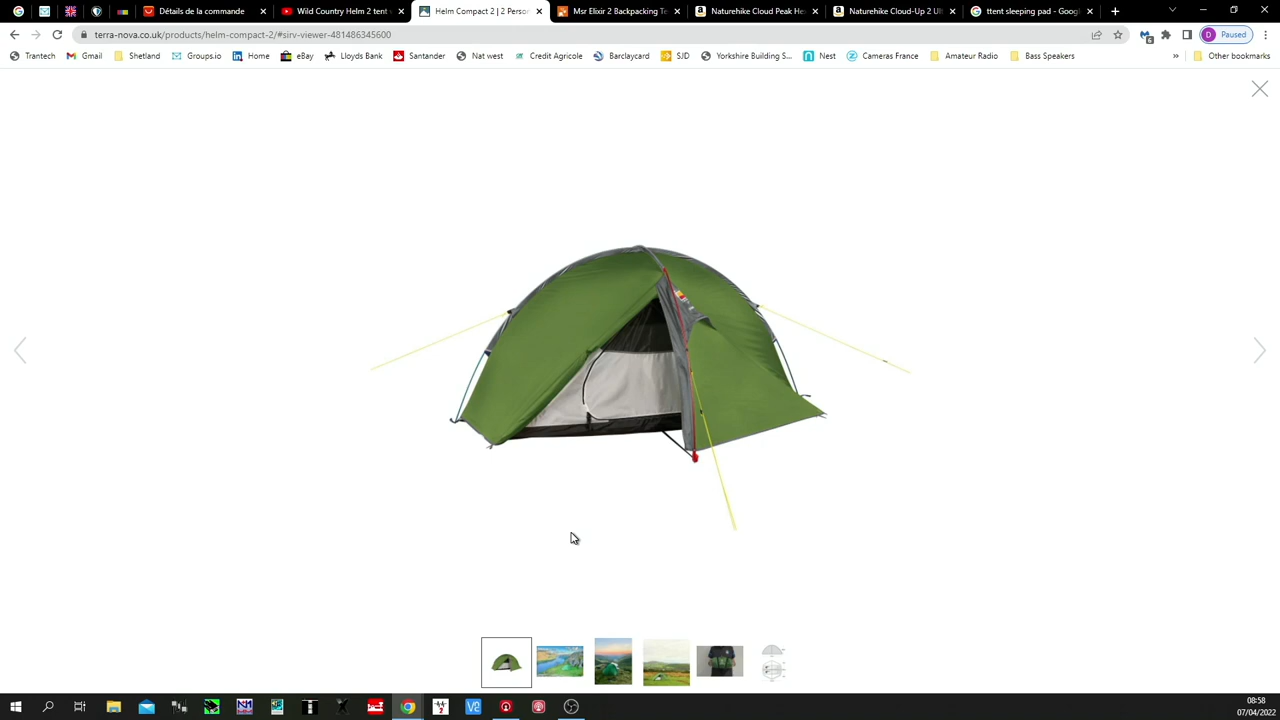 Détails de la commande
Wild Country Helm 2 tent
Helm Compact 2 | 2 Person
Msr Elixir 2 Backpacking Te
Naturehike Cloud Peak Hex
Naturehike Cloud-Up 2 Ul
ttent sleeping pad - Goog
terra-nova.co.uk/products/helm-compact-2/#sirv-viewer-481486345600
D Paused
Trantech
Gmail
Shetland
Groups.io
Home
eBay
Lloyds Bank
Santander
Nat west
Credit Agricole
Barclaycard
SJD
Yorkshire Building S...
Nest
Cameras France
Amateur Radio
Bass Speakers
»
Other bookmarks
08:58
07/04/2022